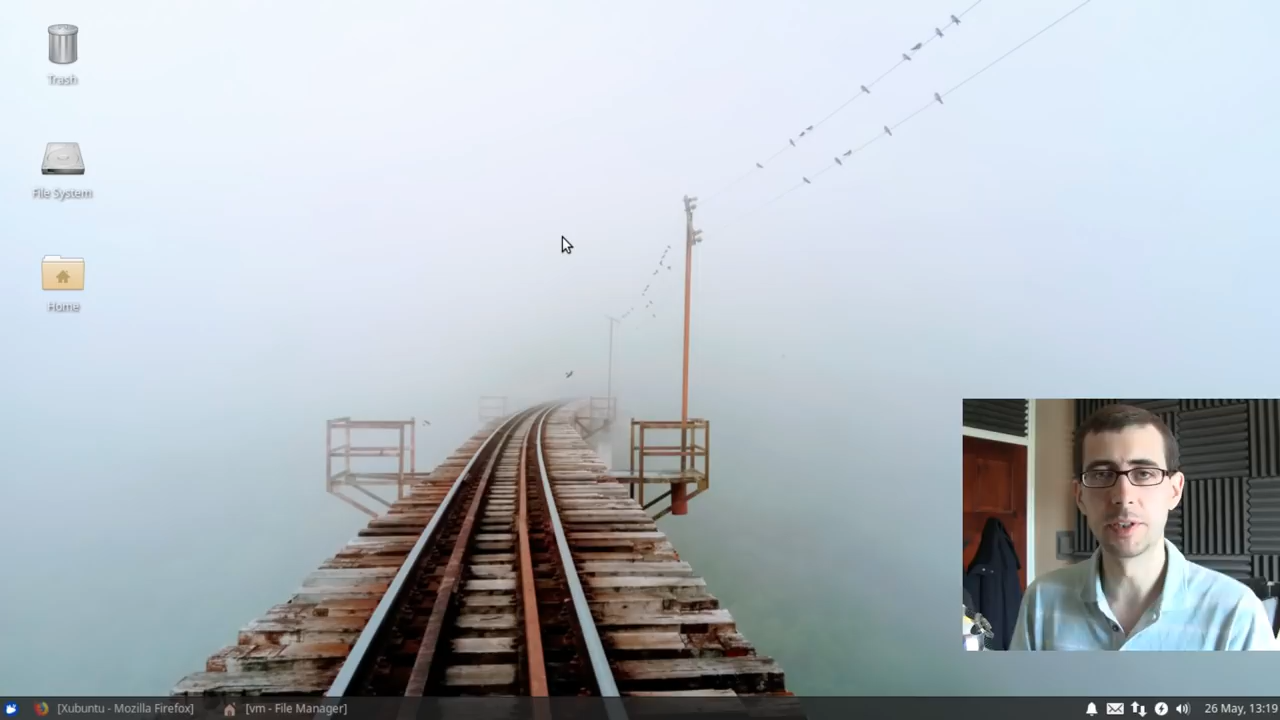 Trash
File System
Home
[Xubuntu - Mozilla Firefox]
[vm - File Manager]
26 May, 13:19